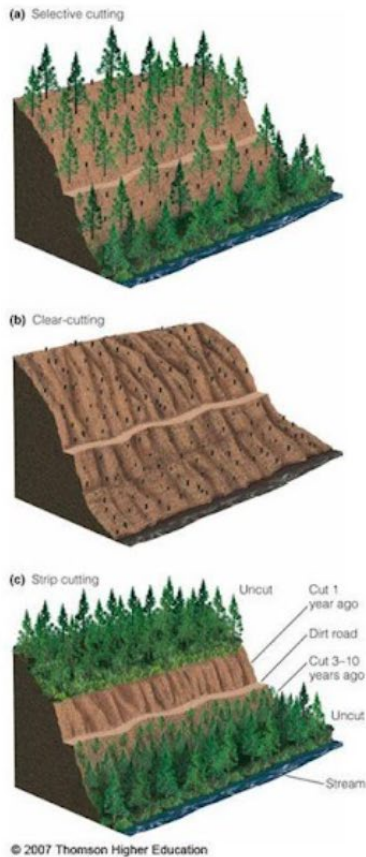 (a) Selective cutting
(b) Clear-cutting
(c) Strip cutting
Uncut
Cut 1
year ago
Dirt road
Cut 3–10
years ago
Uncut
Stream
© 2007 Thomson Higher Education